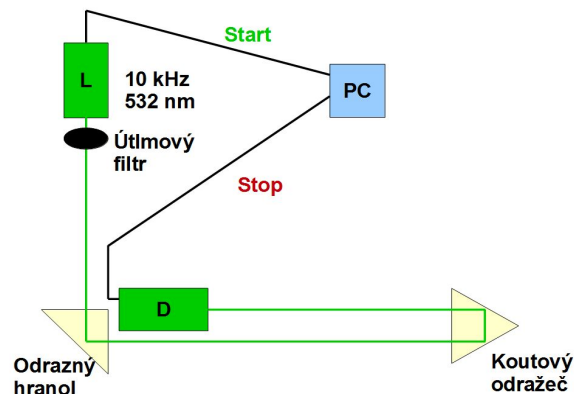 Start
L
10 kHz
532 nm
PC
Útlmový
filtr
Stop
D
Odrazný
hranol
Koutový
odražeč